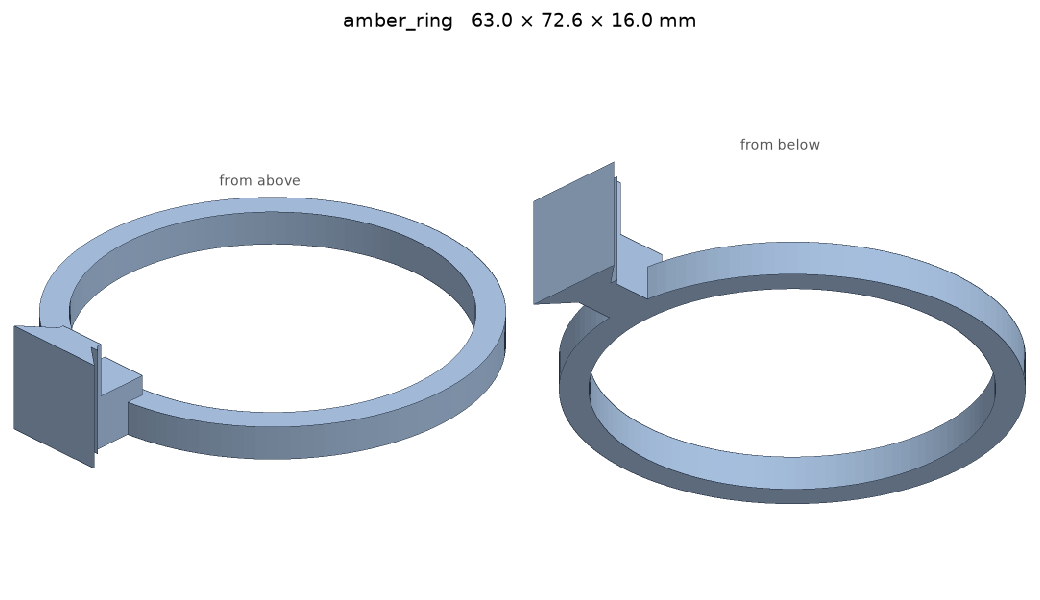 amber_ring   63.0 × 72.6 × 16.0 mm
from below
from above